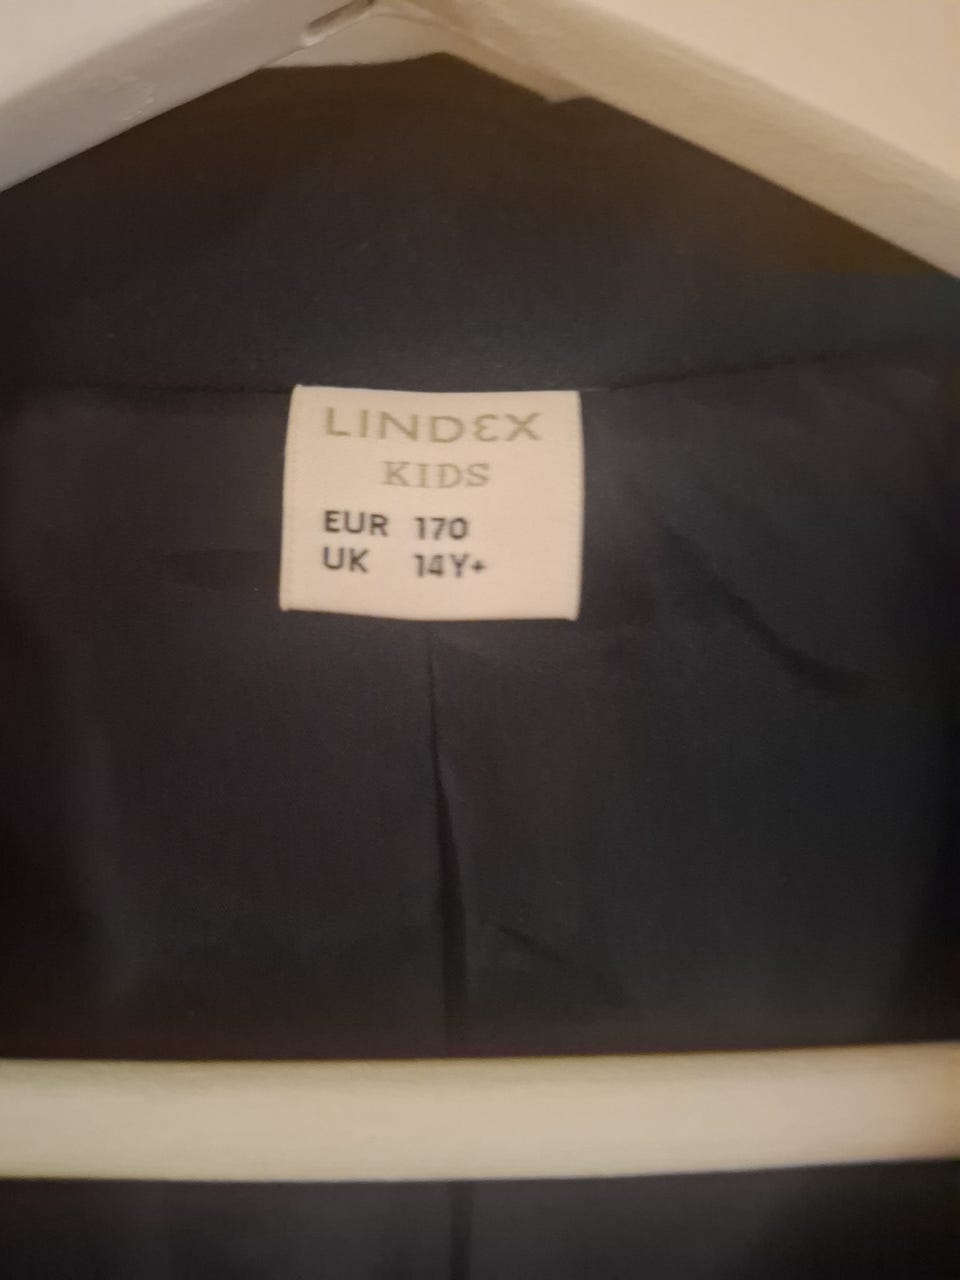 LINDEX
KIDS
EUR 170
UK 14Y+